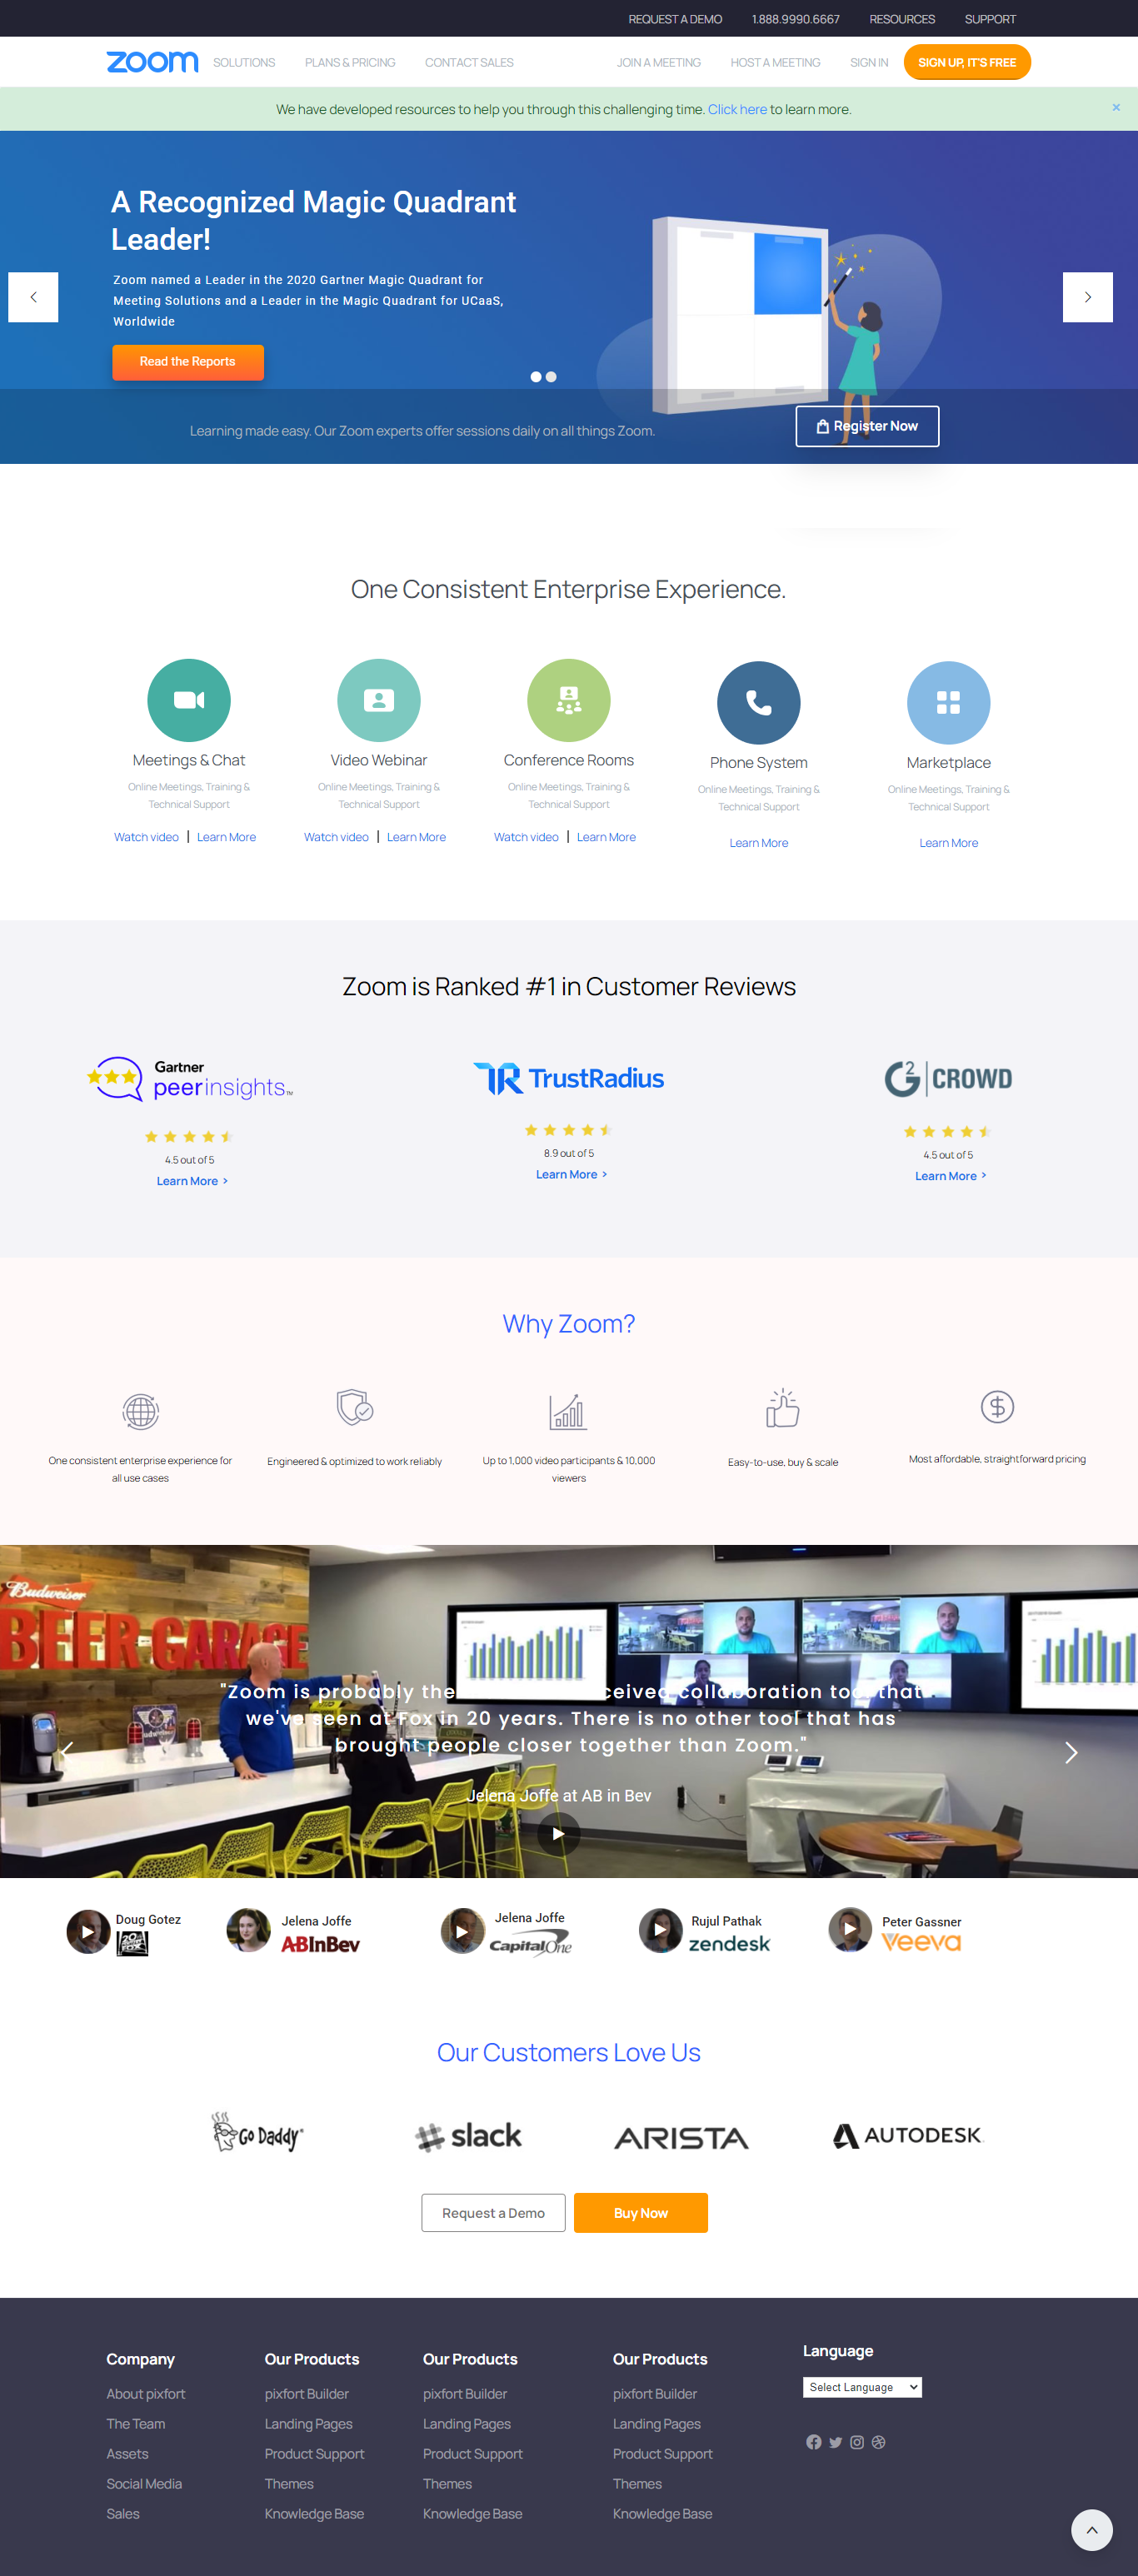 REQUEST A DEMO 1.888.9990.6667 RESOURCES SUPPORT
zoom SOLUTIONS PLANS & PRICING CONTACT SALES JOIN A MEETING HOST A MEETING SIGN IN SIGN UP, IT'S FREE
We have developed resources to help you through this challenging time. Click here to learn more. ×
A Recognized Magic Quadrant
Leader!
Zoom named a Leader in the 2020 Gartner Magic Quadrant for
Meeting Solutions and a Leader in the Magic Quadrant for UCaaS,
Worldwide
Read the Reports
Learning made easy. Our Zoom experts offer sessions daily on all things Zoom.
Register Now
One Consistent Enterprise Experience.
Meetings & Chat
Online Meetings, Training &
Technical Support
Watch video | Learn More
Video Webinar
Online Meetings, Training &
Technical Support
Watch video | Learn More
Conference Rooms
Online Meetings, Training &
Technical Support
Watch video | Learn More
Phone System
Online Meetings, Training &
Technical Support
Learn More
Marketplace
Online Meetings, Training &
Technical Support
Learn More
Zoom is Ranked #1 in Customer Reviews
Gartner
peerinsights™
4.5 out of 5
Learn More >
TrustRadius
8.9 out of 5
Learn More >
G2 | CROWD
4.5 out of 5
Learn More >
Why Zoom?
One consistent enterprise experience for
all use cases
Engineered & optimized to work reliably
Up to 1,000 video participants & 10,000
viewers
Easy-to-use, buy & scale
Most affordable, straightforward pricing
Budweiser
BEER GARAGE
"Zoom is probably the ceived collaboration tool that
we've seen at Fox in 20 years. There is no other tool that has
brought people closer together than Zoom."
Jelena Joffe at AB in Bev
Doug Gotez
20 FOX
Jelena Joffe
ABInBev
Jelena Joffe
CapitalOne
Rujul Pathak
zendesk
Peter Gassner
veeva
Our Customers Love Us
Go Daddy
slack
ARISTA
AUTODESK
Request a Demo
Buy Now
Company
About pixfort
The Team
Assets
Social Media
Sales
Our Products
pixfort Builder
Landing Pages
Product Support
Themes
Knowledge Base
Our Products
pixfort Builder
Landing Pages
Product Support
Themes
Knowledge Base
Our Products
pixfort Builder
Landing Pages
Product Support
Themes
Knowledge Base
Language
Select Language